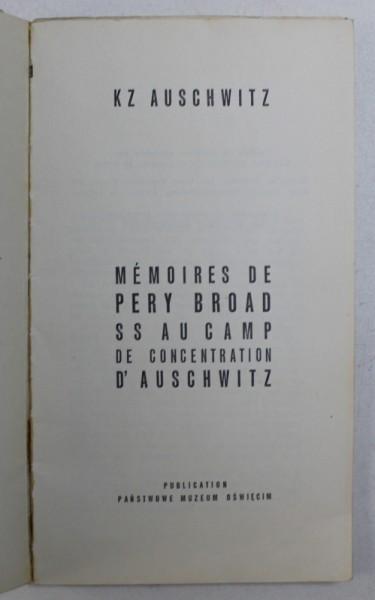 KZ AUSCHWITZ
MÉMOIRES DE
PERY BROAD
SS AU CAMP
DE CONCENTRATION
D'AUSCHWITZ
PUBLICATION
PAŃSTWOWE MUZEUM OŚWIĘCIM